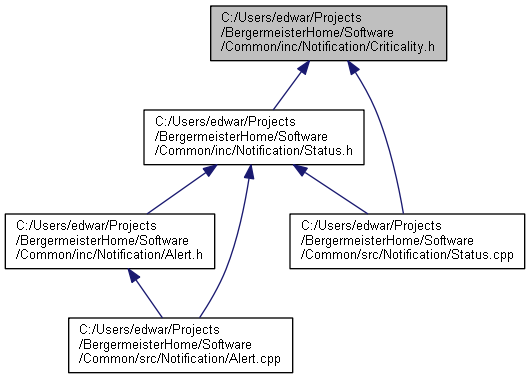 C:/Users/edwar/Projects
/BergermeisterHome/Software
/Common/inc/Notification/Criticality.h
C:/Users/edwar/Projects
/BergermeisterHome/Software
/Common/inc/Notification/Status.h
C:/Users/edwar/Projects
/BergermeisterHome/Software
/Common/inc/Notification/Alert.h
C:/Users/edwar/Projects
/BergermeisterHome/Software
/Common/src/Notification/Status.cpp
C:/Users/edwar/Projects
/BergermeisterHome/Software
/Common/src/Notification/Alert.cpp